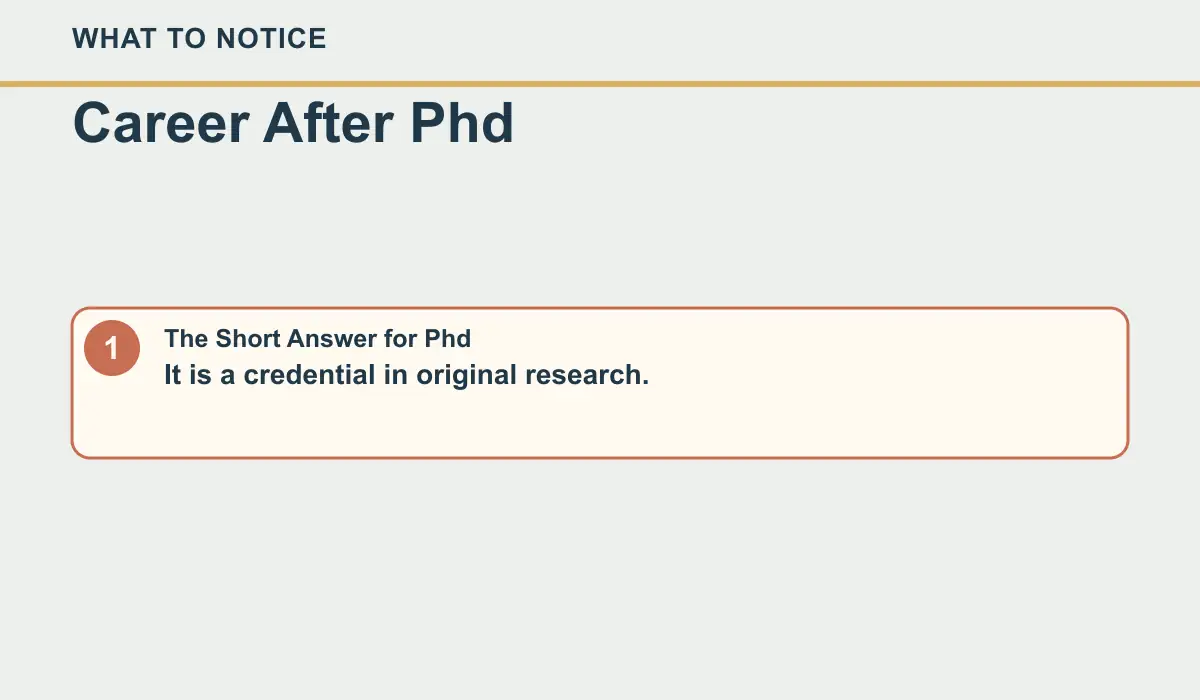 WHAT TO NOTICE
Career After Phd
1
The Short Answer for Phd
It is a credential in original research.